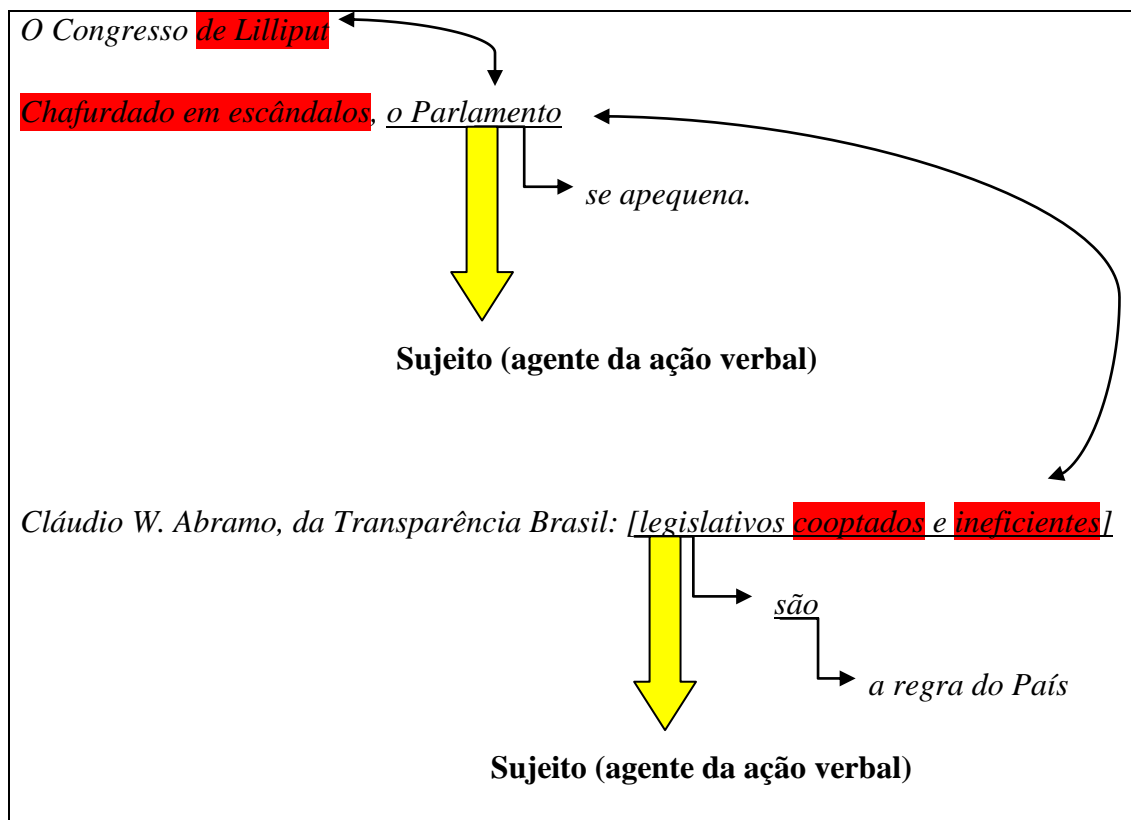 O Congresso de Lilliput
Chafurdado em escândalos, o Parlamento
se apequena.
Sujeito (agente da ação verbal)
Cláudio W. Abramo, da Transparência Brasil: [legislativos cooptados e ineficientes]
são
a regra do País
Sujeito (agente da ação verbal)